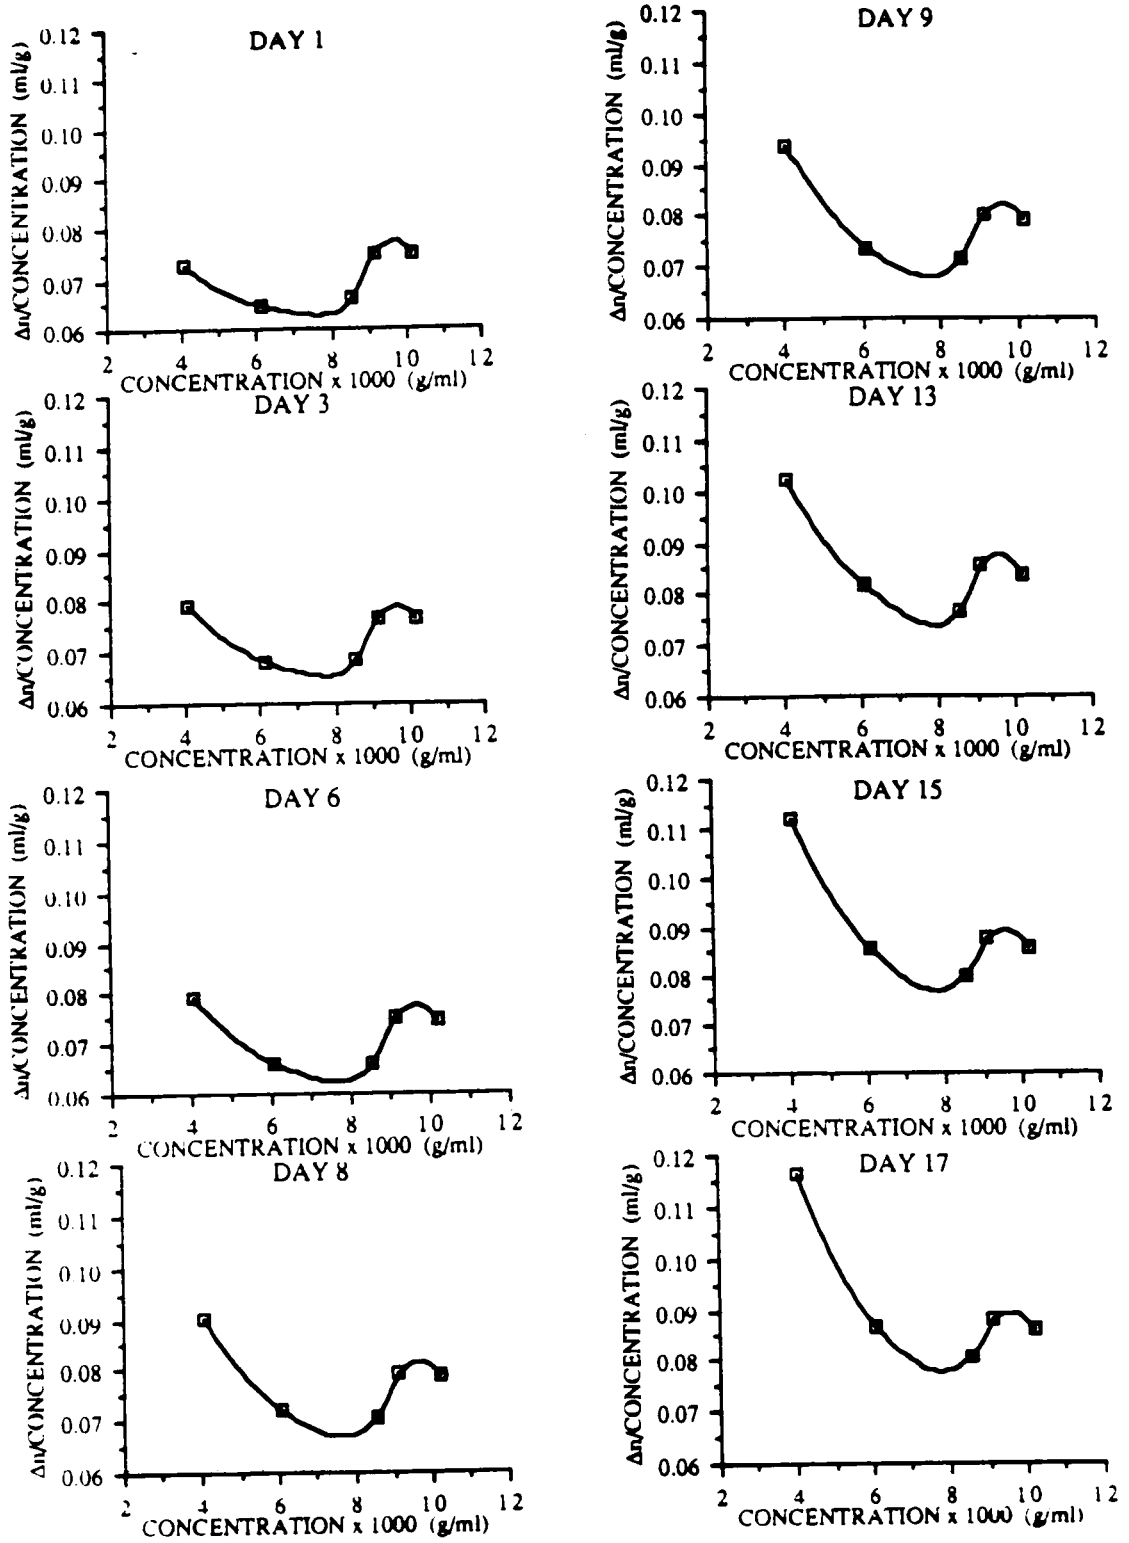 DAY 1
Δn/CONCENTRATION (ml/g)
0.12
0.11
0.10
0.09
0.08
0.07
0.06
2 4 6 8 10 12
CONCENTRATION x 1000 (g/ml)
DAY 3
Δn/CONCENTRATION (ml/g)
0.12
0.11
0.10
0.09
0.08
0.07
0.06
2 4 6 8 10 12
CONCENTRATION x 1000 (g/ml)
DAY 6
Δn/CONCENTRATION (ml/g)
0.12
0.11
0.10
0.09
0.08
0.07
0.06
2 4 6 8 10 12
CONCENTRATION x 1000 (g/ml)
DAY 8
Δn/CONCENTRATION (ml/g)
0.12
0.11
0.10
0.09
0.08
0.07
0.06
2 4 6 8 10 12
CONCENTRATION x 1000 (g/ml)
DAY 9
Δn/CONCENTRATION (ml/g)
0.12
0.11
0.10
0.09
0.08
0.07
0.06
2 4 6 8 10 12
CONCENTRATION x 1000 (g/ml)
DAY 13
Δn/CONCENTRATION (ml/g)
0.12
0.11
0.10
0.09
0.08
0.07
0.06
2 4 6 8 10 12
CONCENTRATION x 1000 (g/ml)
DAY 15
Δn/CONCENTRATION (ml/g)
0.12
0.11
0.10
0.09
0.08
0.07
0.06
2 4 6 8 10 12
CONCENTRATION x 1000 (g/ml)
DAY 17
Δn/CONCENTRATION (ml/g)
0.12
0.11
0.10
0.09
0.08
0.07
0.06
2 4 6 8 10 12
CONCENTRATION x 1000 (g/ml)